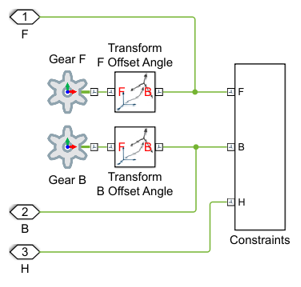 1
F
Gear F
Transform
F Offset Angle
F B
F
Gear B
Transform
B Offset Angle
F B
B
2
B
3
H
H
Constraints